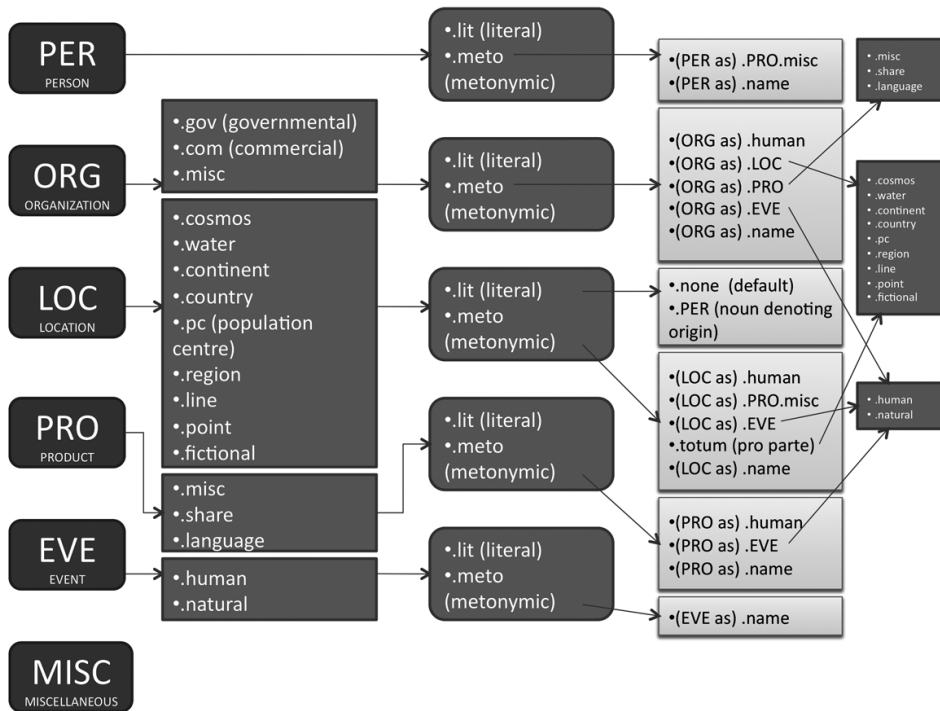 PER
PERSON
ORG
ORGANIZATION
LOC
LOCATION
PRO
PRODUCT
EVE
EVENT
MISC
MISCELLANEOUS
•.gov (governmental)
•.com (commercial)
•.misc
•.cosmos
•.water
•.continent
•.country
•.pc (population
centre)
•.region
•.line
•.point
•.fictional
•.misc
•.share
•.language
•.human
•.natural
•.lit (literal)
•.meto
(metonymic)
•.lit (literal)
•.meto
(metonymic)
•.lit (literal)
•.meto
(metonymic)
•.lit (literal)
•.meto
(metonymic)
•.lit (literal)
•.meto
(metonymic)
•(PER as) .PRO.misc
•(PER as) .name
•(ORG as) .human
•(ORG as) .LOC
•(ORG as) .PRO
•(ORG as) .EVE
•(ORG as) .name
•.none (default)
•.PER (noun denoting
origin)
•(LOC as) .human
•(LOC as) .PRO.misc
•(LOC as) .EVE
•.totum (pro parte)
•(LOC as) .name
•(PRO as) .human
•(PRO as) .EVE
•(PRO as) .name
•(EVE as) .name
• .misc
• .share
• .language
• .cosmos
• .water
• .continent
• .country
• .pc
• .region
• .line
• .point
• .fictional
• .human
• .natural